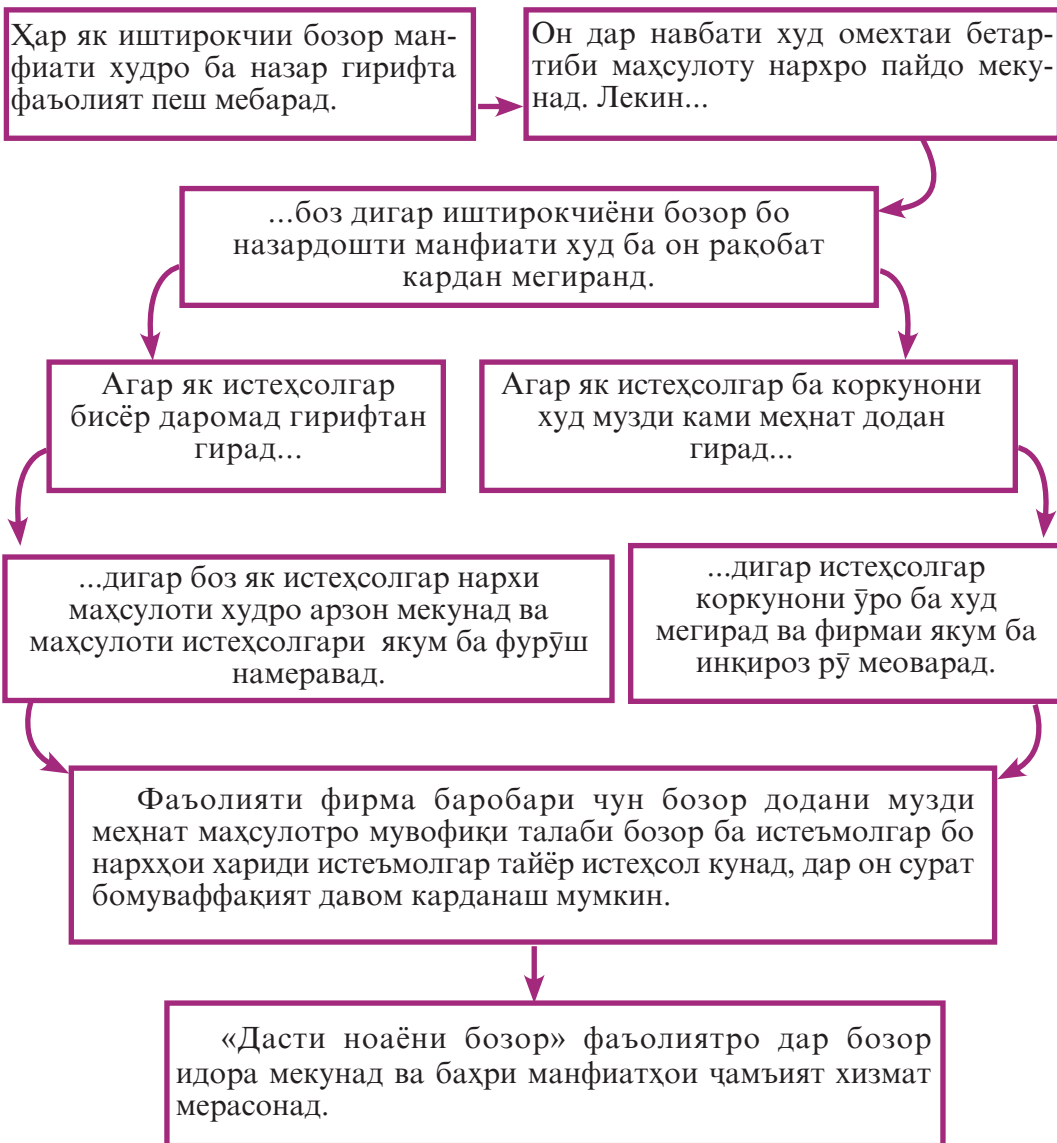 Ҳар як иштирокчии бозор ман-
фиати худро ба назар гирифта
фаъолият пеш мебарад.
Он дар навбати худ омехтаи бетар-
тиби маҳсулоту нархро пайдо меку-
над. Лекин...
...боз дигар иштирокчиёни бозор бо
назардошти манфиати худ ба он рақобат
кардан мегиранд.
Агар як истеҳсолгар
бисёр даромад гирифтан
гирад...
Агар як истеҳсолгар ба коркунони
худ музди ками меҳнат додан
гирад...
...дигар боз як истеҳсолгар нархи
маҳсулоти худро арзон мекунад ва
маҳсулоти истеҳсолгари якум ба фурӯш
намеравад.
...дигар истеҳсолгар
коркунони ӯро ба худ
мегирад ва фирмаи якум ба
инқироз рӯ меоварад.
Фаъолияти фирма баробари чун бозор додани музди
меҳнат маҳсулотро мувофиқи талаби бозор ба истеъмолгар бо
нархҳои хариди истеъмолгар тайёр истеҳсол кунад, дар он сурат
бомуваффақият давом карданаш мумкин.
«Дасти ноаёни бозор» фаъолиятро дар бозор
идора мекунад ва баҳри манфиатҳои ҷамъият хизмат
мерасонад.